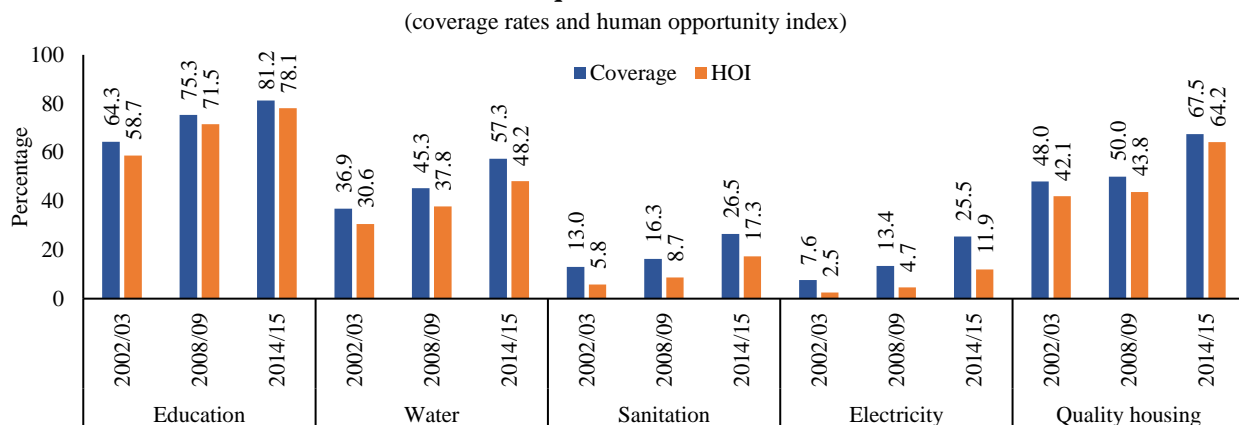 (coverage rates and human opportunity index)
Coverage HOI
Percentage
100
80
60
40
20
0
64.3 58.7 75.3 71.5 81.2 78.1 36.9 30.6 45.3 37.8 57.3 48.2 13.0 5.8 16.3 8.7 26.5 17.3 7.6 2.5 13.4 4.7 25.5 11.9 48.0 42.1 50.0 43.8 67.5 64.2
2002/03 2008/09 2014/15 2002/03 2008/09 2014/15 2002/03 2008/09 2014/15 2002/03 2008/09 2014/15 2002/03 2008/09 2014/15
Education Water Sanitation Electricity Quality housing